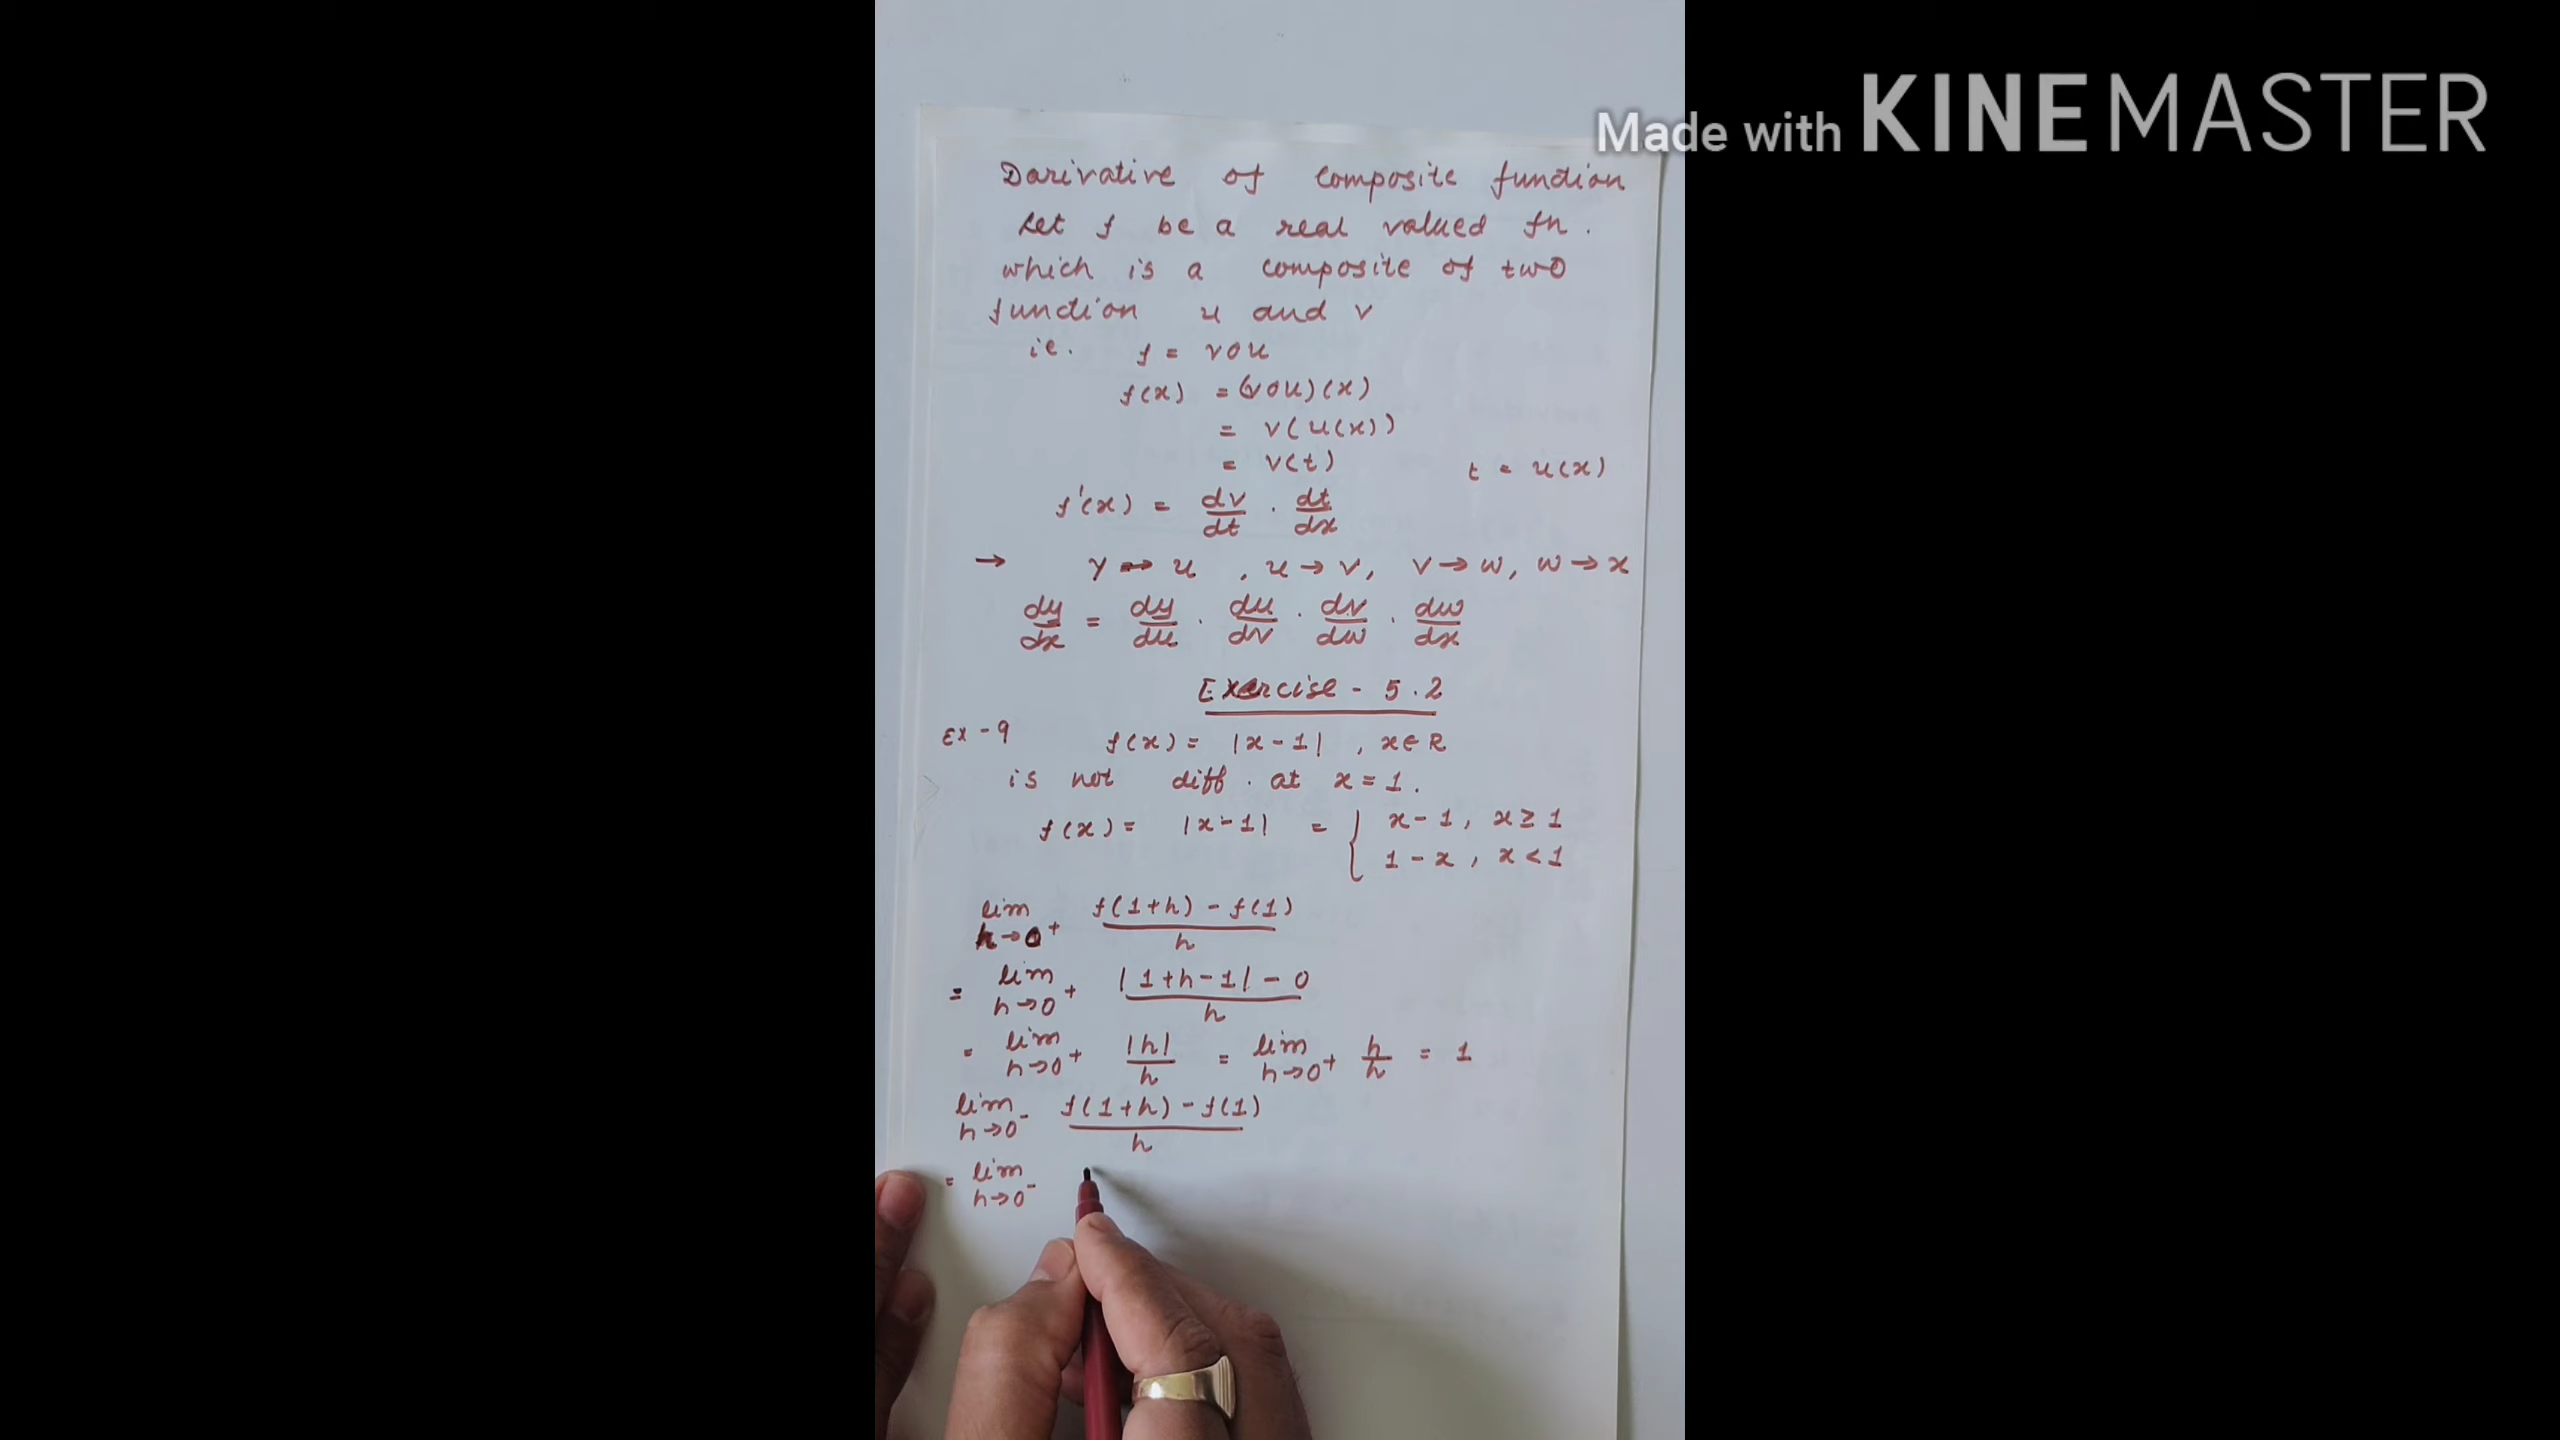 Made with KINEMASTER
Darivative of composite function
Let f be a real valued fn.
which is a composite of two
function u and v
ie. f = vou
f(x) = (vou)(x)
= v(u(x))
= v(t) t = u(x)
f'(x) = dv/dt . dt/dx
→ y → u , u → v, v → w, w → x
dy/dx = dy/du . du/dv . dv/dw . dw/dx
Exercise - 5.2
Ex - 9 f(x) = |x-1| , x∈R
is not diff. at x = 1.
f(x) = |x-1| = { x-1, x ≥ 1
1-x, x < 1
lim h→0+ f(1+h) - f(1) / h
= lim h→0+ |1+h-1| - 0 / h
= lim h→0+ |h|/h = lim h→0+ h/h = 1
lim h→0- f(1+h) - f(1) / h
= lim h→0-